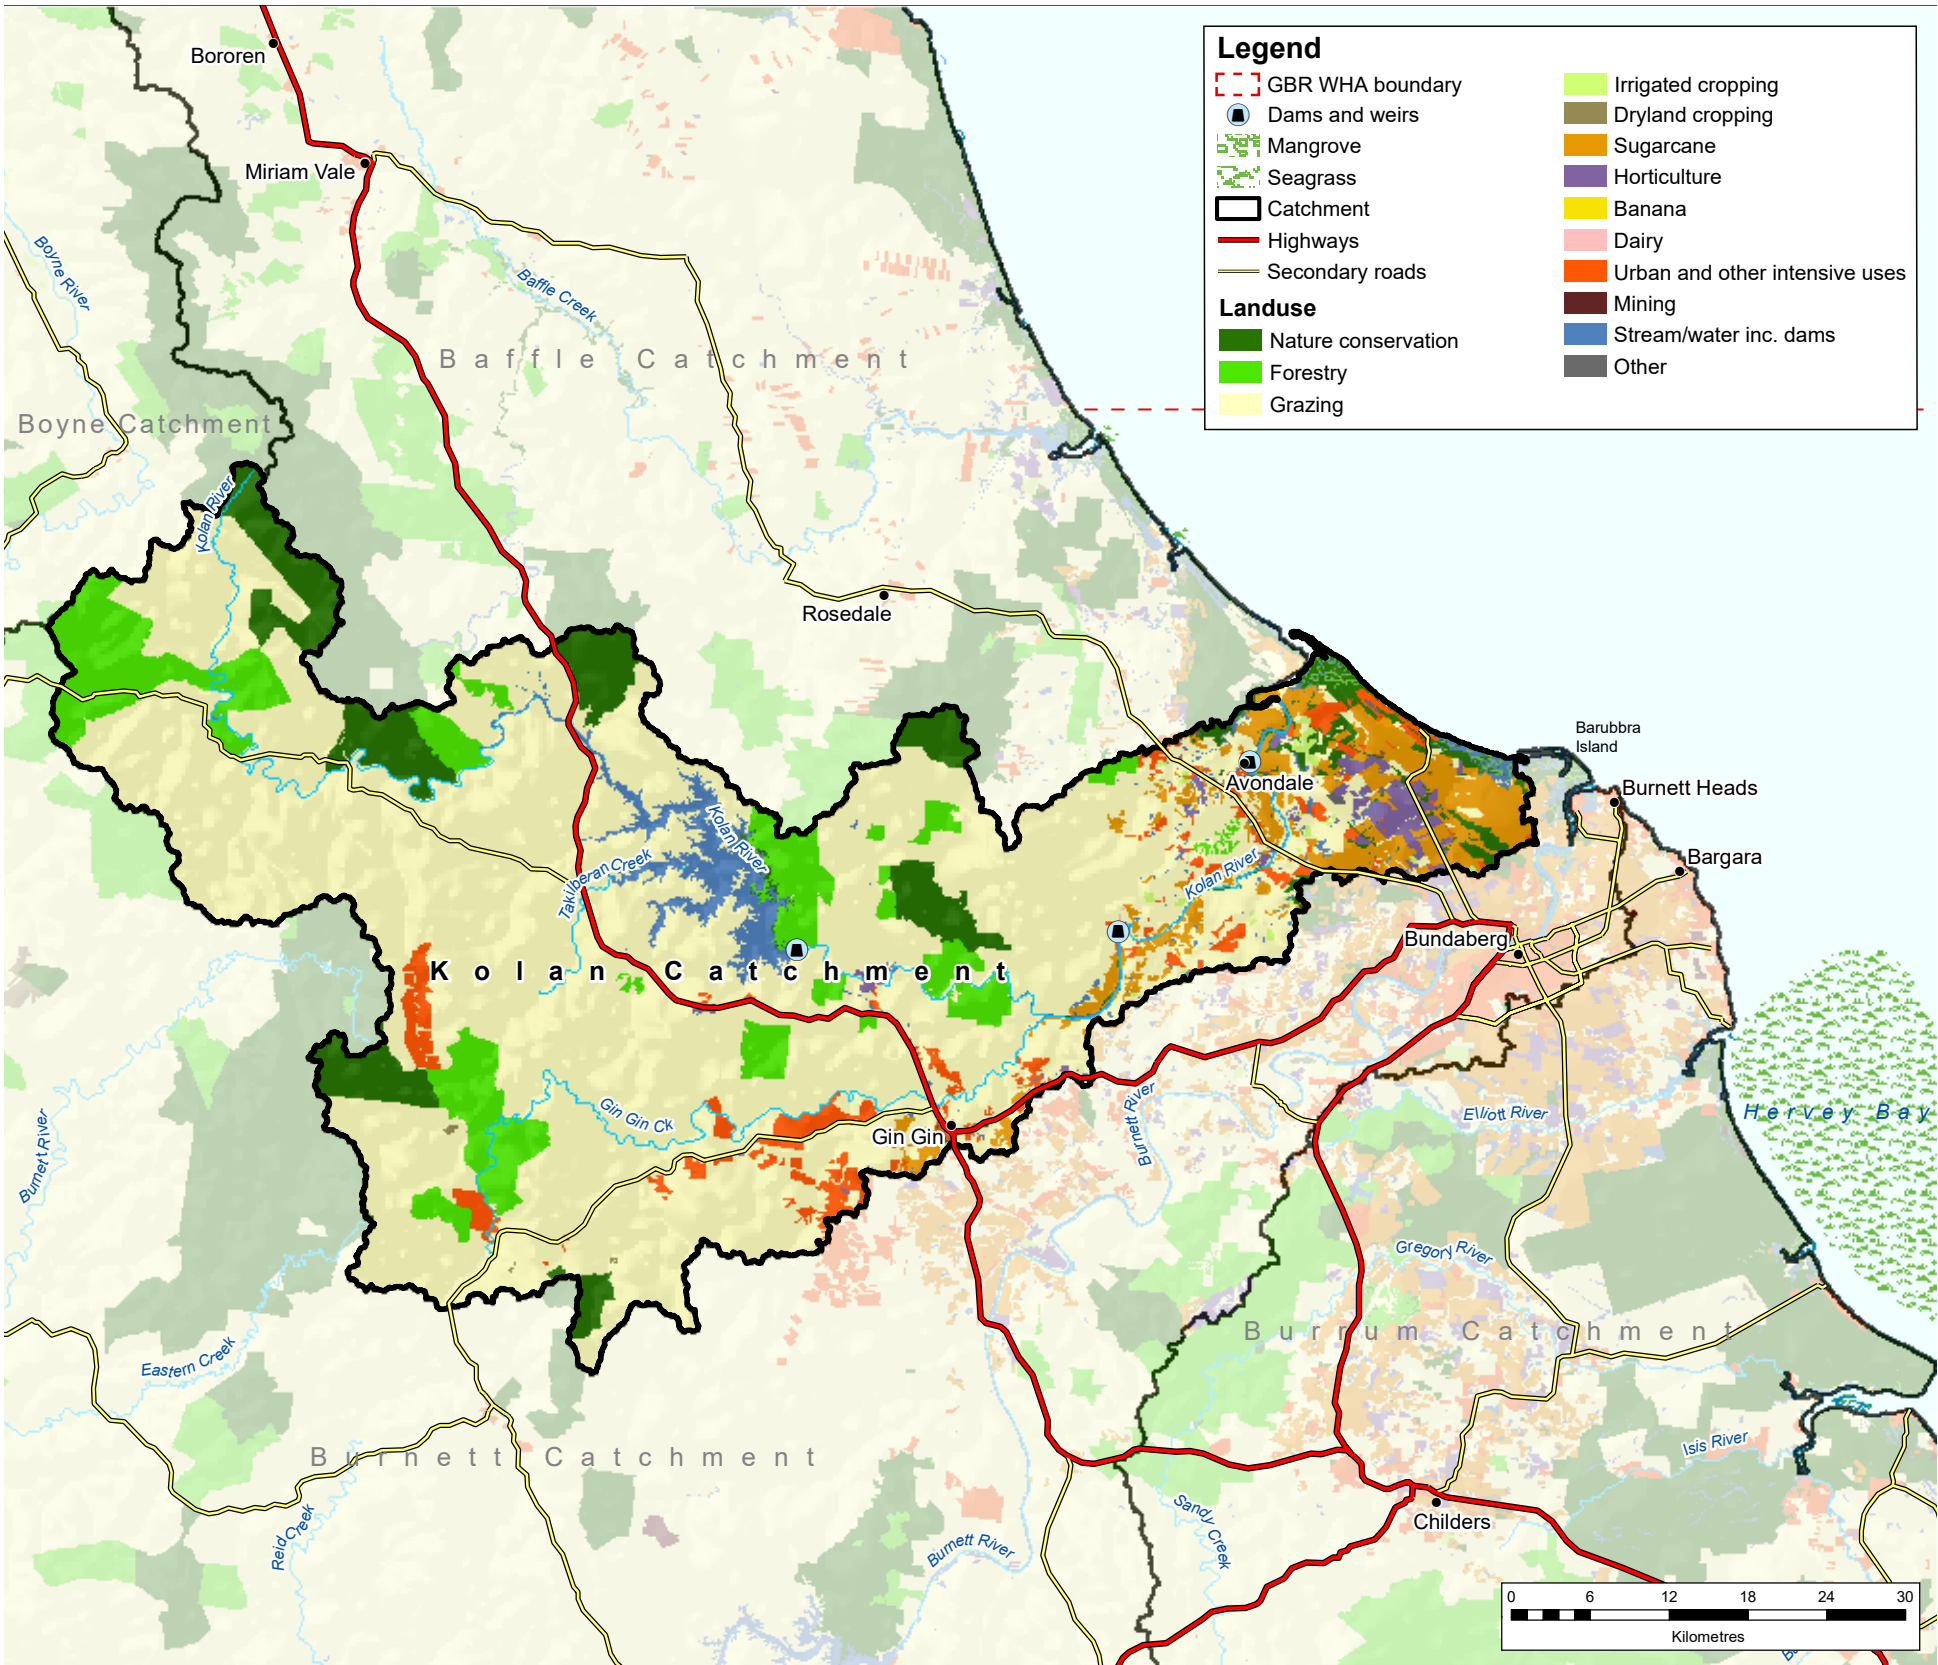 Bororen
Miriam Vale
Boyne River
Baffle Creek
Baffle Catchment
Boyne Catchment
Kolan River
Rosedale
Legend
GBR WHA boundary
Dams and weirs
Mangrove
Seagrass
Catchment
Highways
Secondary roads
Landuse
Nature conservation
Forestry
Grazing
Irrigated cropping
Dryland cropping
Sugarcane
Horticulture
Banana
Dairy
Urban and other intensive uses
Mining
Stream/water inc. dams
Other
Barubbra
Island
Burnett Heads
Avondale
Bargara
Kolan River
Takilberan Creek
Kolan River
Bundaberg
Kolan Catchment
Gin Gin Ck
Gin Gin
Burnett River
Elliott River
Hervey Bay
Burnett River
Gregory River
Burrum Catchment
Eastern Creek
Burnett Catchment
Isis River
Reid Creek
Sandy Creek
Burnett River
Childers
0 6 12 18 24 30
Kilometres